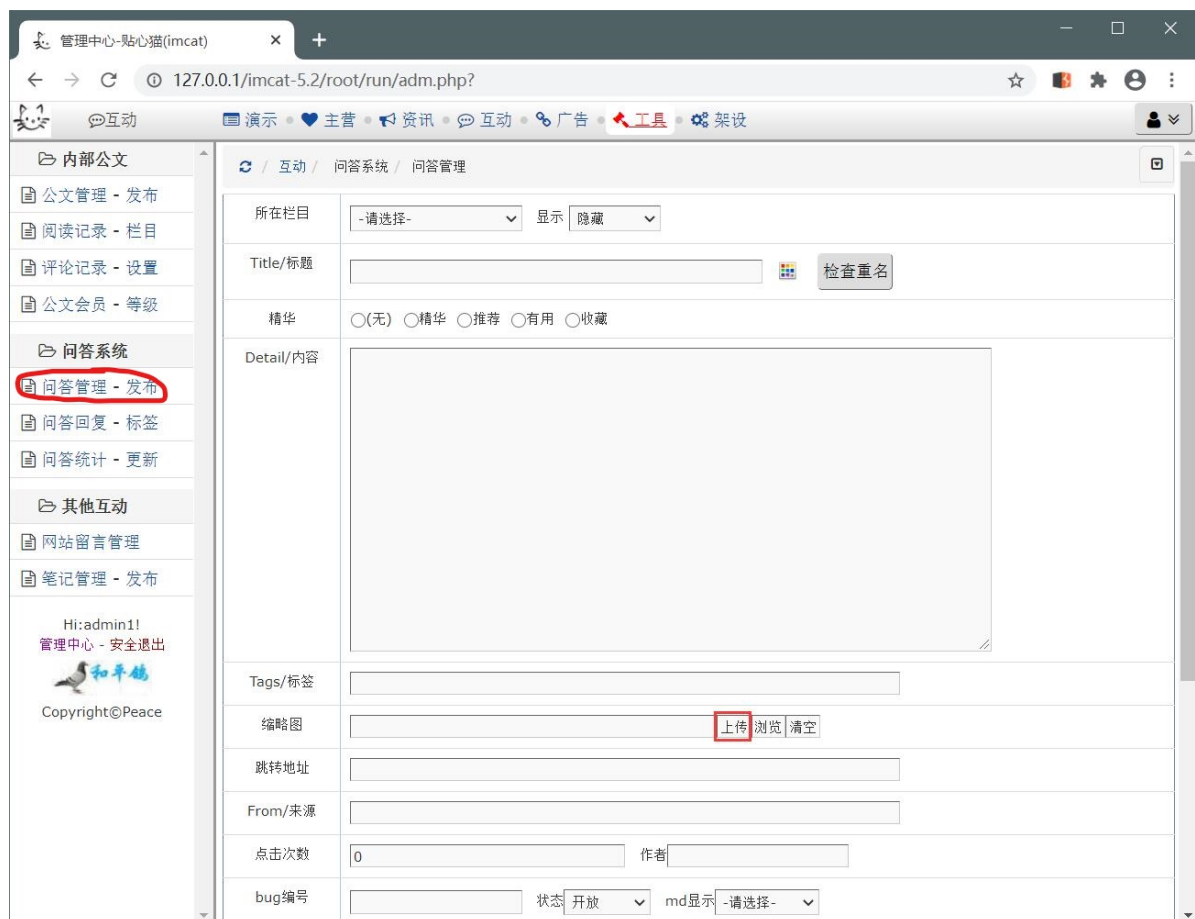 管理中心-贴心猫(imcat)
127.0.0.1/imcat-5.2/root/run/adm.php?
互动 演示 主营 资讯 互动 广告 工具 架设
内部公文
公文管理 - 发布
阅读记录 - 栏目
评论记录 - 设置
公文会员 - 等级
问答系统
问答管理 - 发布
问答回复 - 标签
问答统计 - 更新
其他互动
网站留言管理
笔记管理 - 发布
Hi:admin1!
管理中心 - 安全退出
和平鸽
Copyright©Peace
/ 互动 / 问答系统 / 问答管理
所在栏目 -请选择- 显示 隐藏
Title/标题 检查重名
精华 (无) 精华 推荐 有用 收藏
Detail/内容
Tags/标签
缩略图 上传 浏览 清空
跳转地址
From/来源
点击次数 0 作者
bug编号 状态 开放 md显示 -请选择-